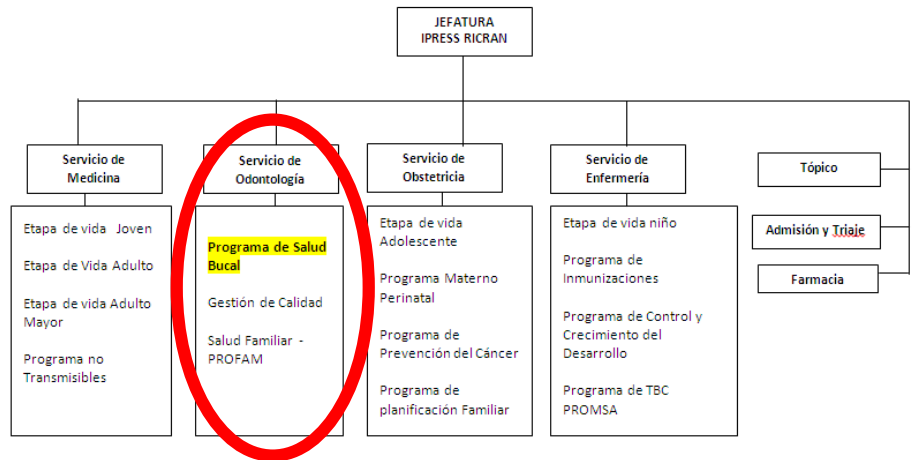 JEFATURA
IPRESS RICRAN
Servicio de
Medicina
Etapa de vida Joven
Etapa de Vida Adulto
Etapa de vida Adulto
Mayor
Programa no
Transmisibles
Servicio de
Odontología
Programa de Salud
Bucal
Gestión de Calidad
Salud Familiar -
PROFAM
Servicio de
Obstetricia
Etapa de vida
Adolescente
Programa Materno
Perinatal
Programa de
Prevención del Cáncer
Programa de
planificación Familiar
Servicio de
Enfermería
Etapa de vida niño
Programa de
Inmunizaciones
Programa de Control y
Crecimiento del
Desarrollo
Programa de TBC
PROMSA
Tópico
Admisión y Triaje
Farmacia